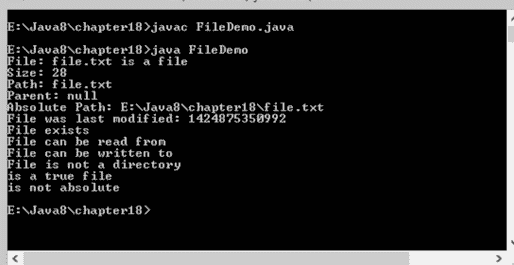 E:\Java8\chapter18>javac FileDemo.java
E:\Java8\chapter18>java FileDemo
File: file.txt is a file
Size: 28
Path: file.txt
Parent: null
Absolute Path: E:\Java8\chapter18\file.txt
File was last modified: 1424875350992
File exists
File can be read from
File can be written to
File is not a directory
is a true file
is not absolute
E:\Java8\chapter18>